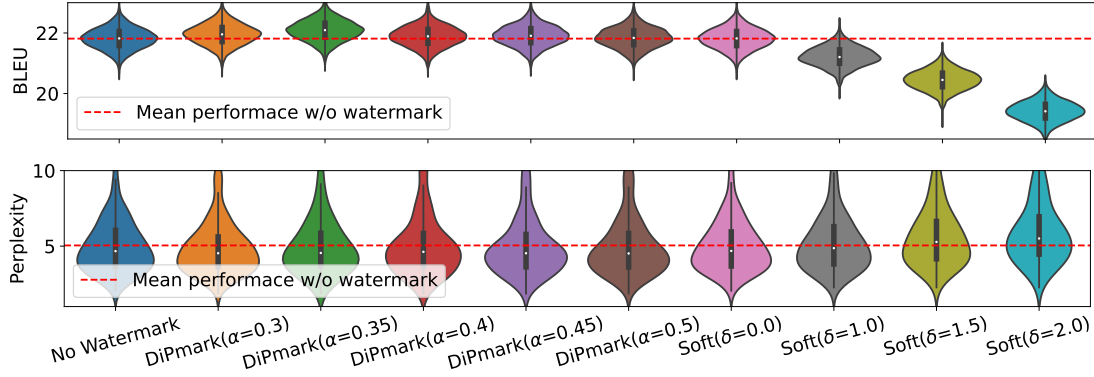 22
20
BLEU
Mean performace w/o watermark
10
5
Perplexity
Mean performace w/o watermark
No Watermark
DiPmark(α=0.3)
DiPmark(α=0.35)
DiPmark(α=0.4)
DiPmark(α=0.45)
DiPmark(α=0.5)
Soft(δ=0.0)
Soft(δ=1.0)
Soft(δ=1.5)
Soft(δ=2.0)